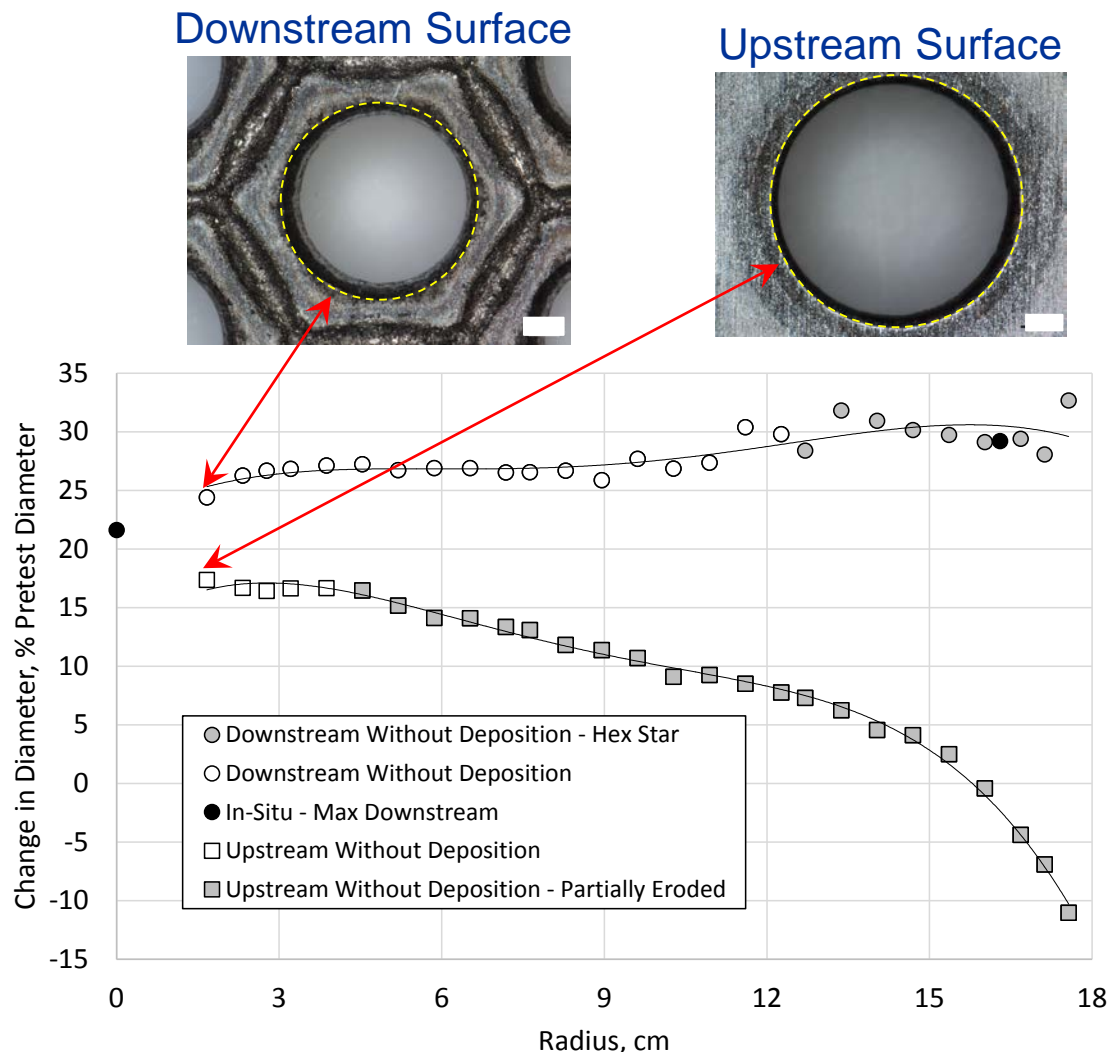 Downstream Surface
Upstream Surface
Change in Diameter, % Pretest Diameter
35
30
25
20
15
10
5
0
-5
-10
-15
Downstream Without Deposition - Hex Star
Downstream Without Deposition
In-Situ - Max Downstream
Upstream Without Deposition
Upstream Without Deposition - Partially Eroded
0
3
6
9
12
15
18
Radius, cm